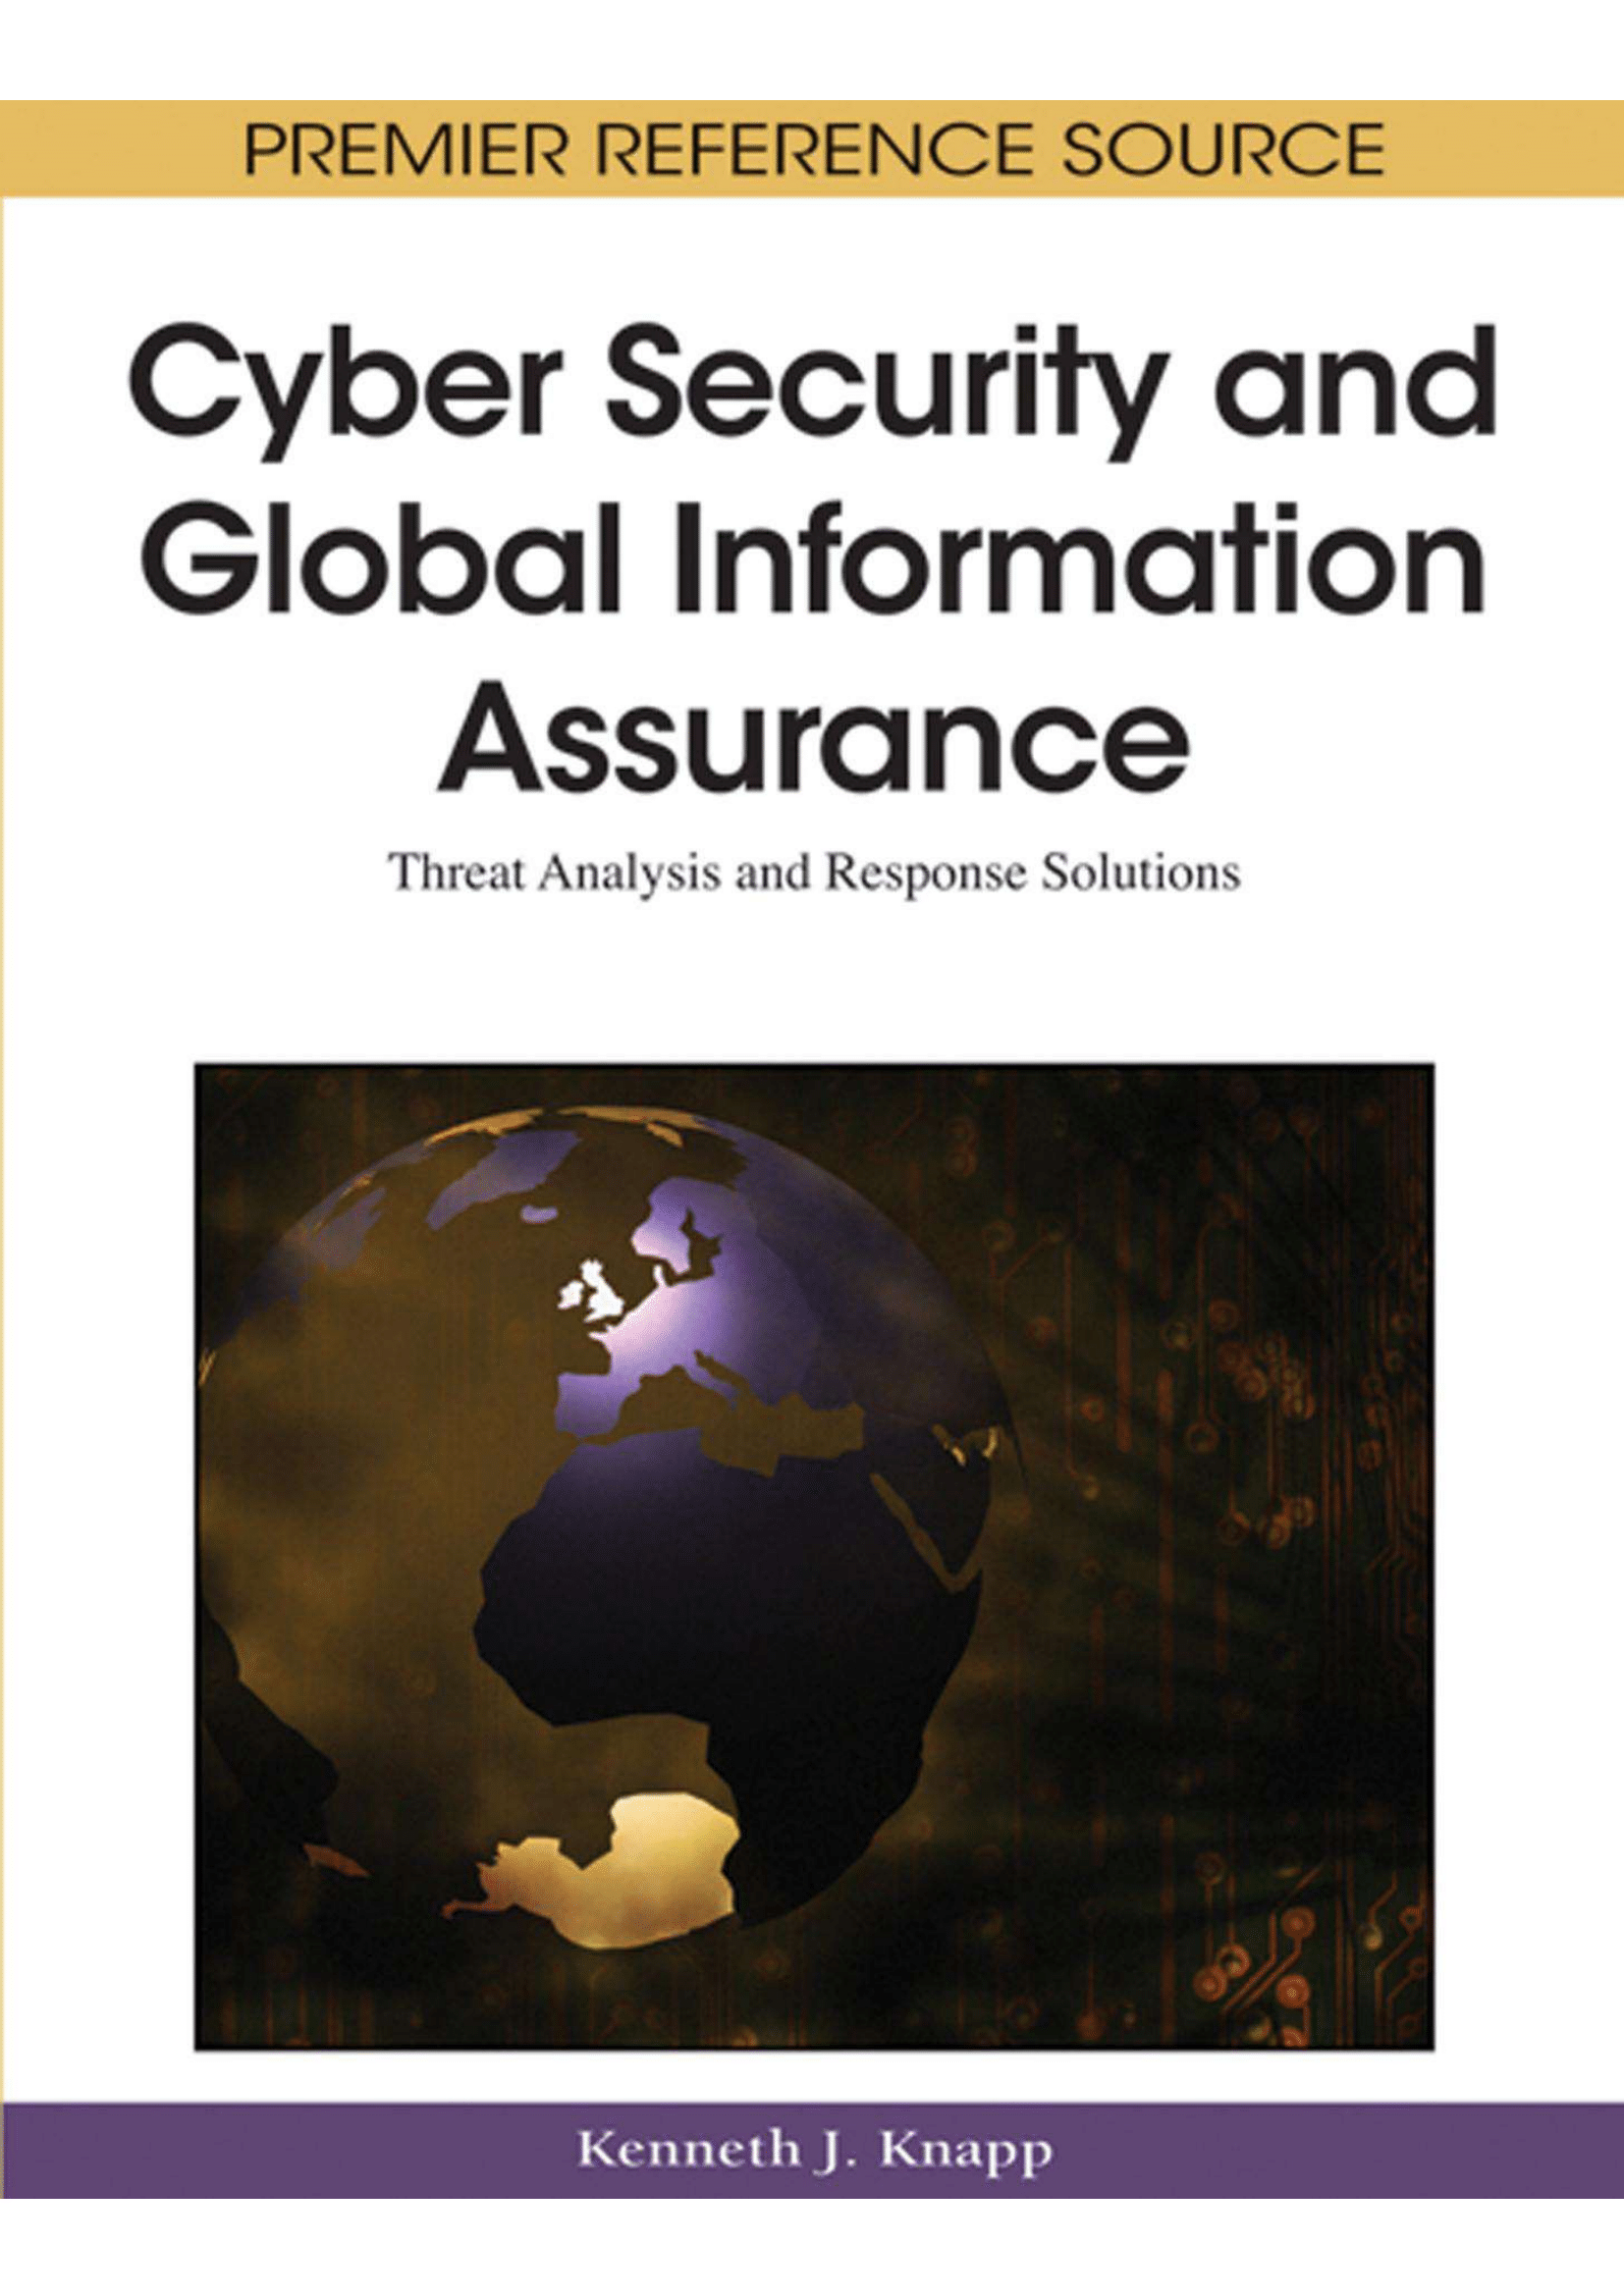 PREMIER REFERENCE SOURCE
Cyber Security and
Global Information
Assurance
Threat Analysis and Response Solutions
Kenneth J. Knapp